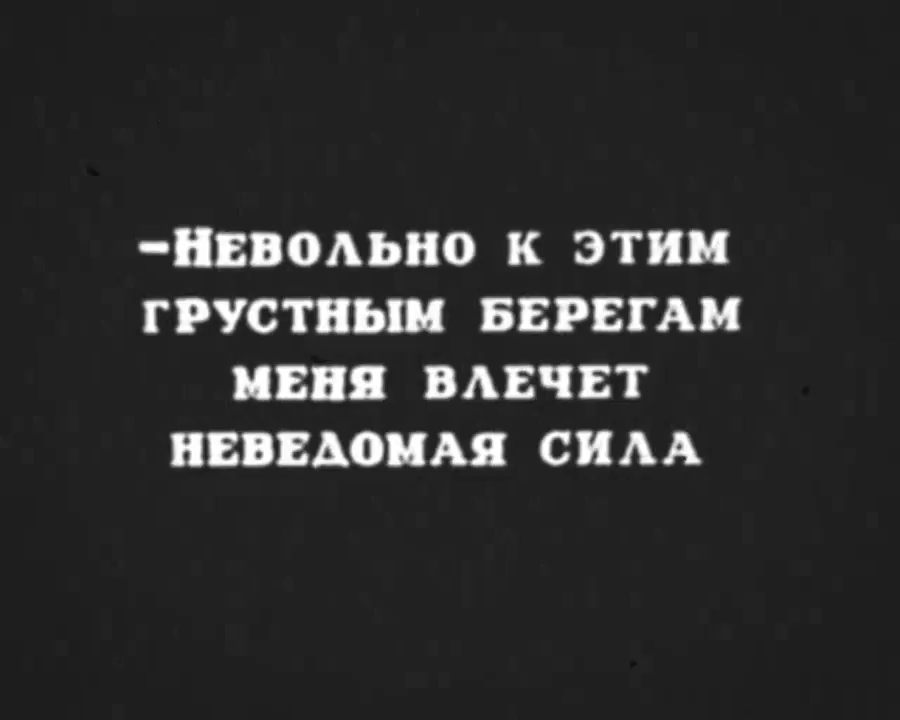 –Невольно к этим
грустным берегам
меня влечет
неведомая сила